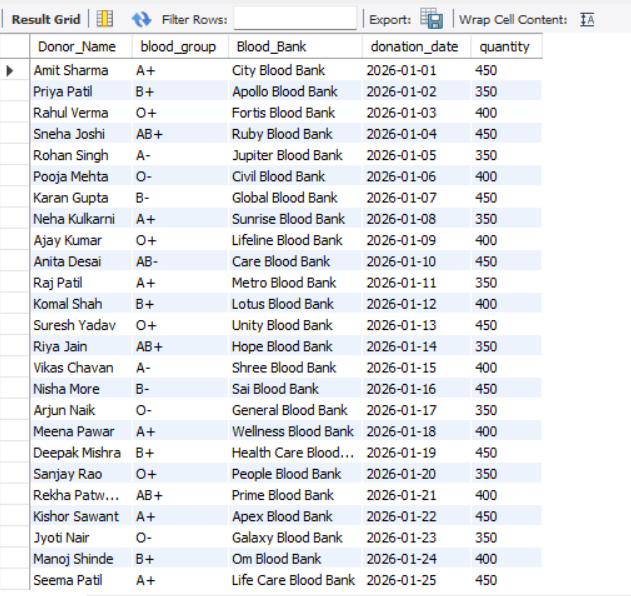 Result Grid Filter Rows: Export: Wrap Cell Content:
Donor_Name blood_group Blood_Bank donation_date quantity
Amit Sharma A+ City Blood Bank 2026-01-01 450
Priya Patil B+ Apollo Blood Bank 2026-01-02 350
Rahul Verma O+ Fortis Blood Bank 2026-01-03 400
Sneha Joshi AB+ Ruby Blood Bank 2026-01-04 450
Rohan Singh A- Jupiter Blood Bank 2026-01-05 350
Pooja Mehta O- Civil Blood Bank 2026-01-06 400
Karan Gupta B- Global Blood Bank 2026-01-07 450
Neha Kulkarni A+ Sunrise Blood Bank 2026-01-08 350
Ajay Kumar O+ Lifeline Blood Bank 2026-01-09 400
Anita Desai AB- Care Blood Bank 2026-01-10 450
Raj Patil A+ Metro Blood Bank 2026-01-11 350
Komal Shah B+ Lotus Blood Bank 2026-01-12 400
Suresh Yadav O+ Unity Blood Bank 2026-01-13 450
Riya Jain AB+ Hope Blood Bank 2026-01-14 350
Vikas Chavan A- Shree Blood Bank 2026-01-15 400
Nisha More B- Sai Blood Bank 2026-01-16 450
Arjun Naik O- General Blood Bank 2026-01-17 350
Meena Pawar A+ Wellness Blood Bank 2026-01-18 400
Deepak Mishra B+ Health Care Blood... 2026-01-19 450
Sanjay Rao O+ People Blood Bank 2026-01-20 350
Rekha Patw... AB+ Prime Blood Bank 2026-01-21 400
Kishor Sawant A+ Apex Blood Bank 2026-01-22 450
Jyoti Nair O- Galaxy Blood Bank 2026-01-23 350
Manoj Shinde B+ Om Blood Bank 2026-01-24 400
Seema Patil A+ Life Care Blood Bank 2026-01-25 450